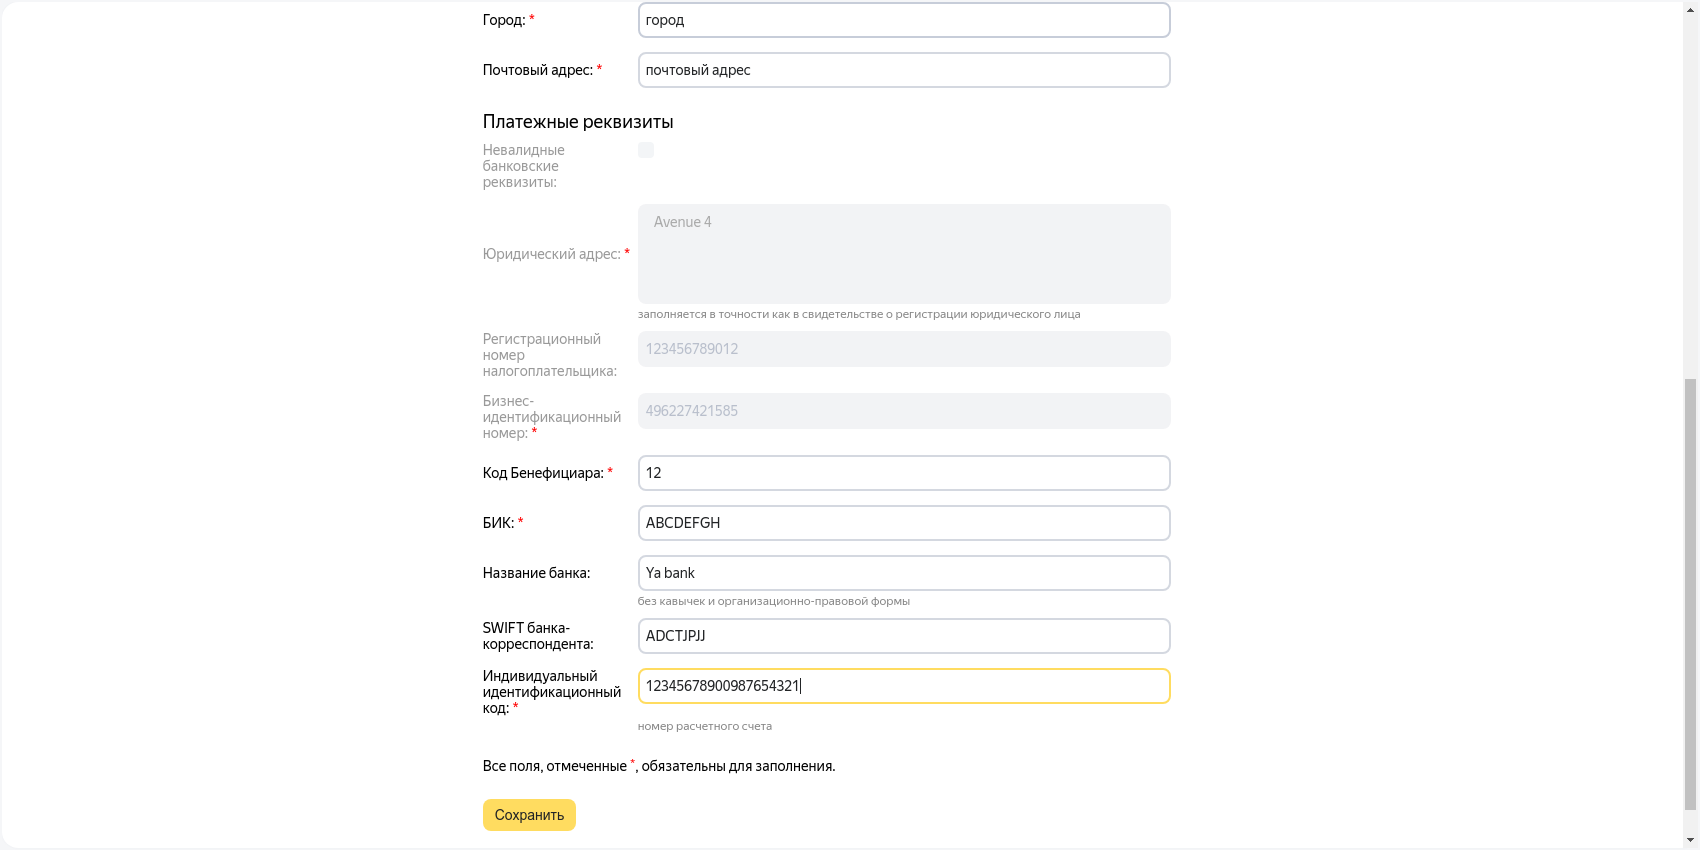 Город: * город
Почтовый адрес: * почтовый адрес
Платежные реквизиты
Невалидные
банковские
реквизиты:
Avenue 4
Юридический адрес: *
заполняется в точности как в свидетельстве о регистрации юридического лица
Регистрационный
номер
налогоплательщика:
123456789012
Бизнес-
идентификационный
номер: *
496227421585
Код Бенефициара: * 12
БИК: * ABCDEFGH
Название банка: Ya bank
без кавычек и организационно-правовой формы
SWIFT банка-
корреспондента:
ADCTJPJJ
Индивидуальный
идентификационный
код: *
12345678900987654321
номер расчетного счета
Все поля, отмеченные *, обязательны для заполнения.
Сохранить